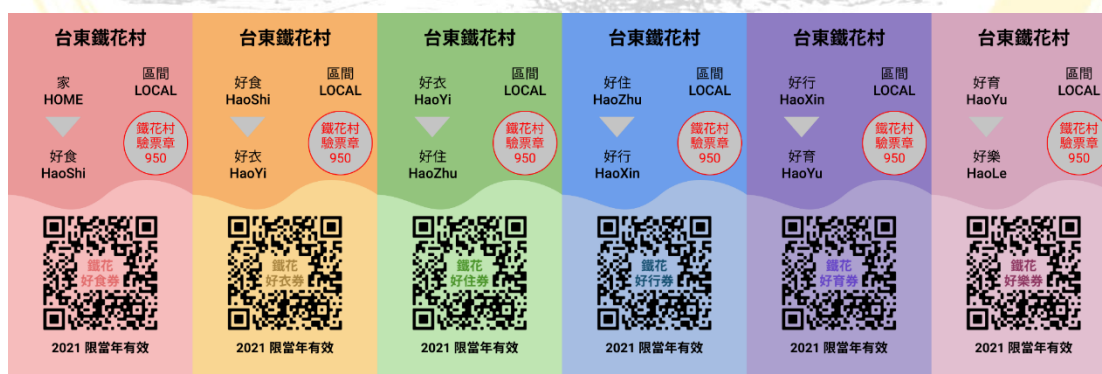 台東鐵花村
家
HOME
區間
LOCAL
好食
HaoShi
鐵花村
驗票章
950
鐵花
好食券
2021 限當年有效
台東鐵花村
好食
HaoShi
區間
LOCAL
好衣
HaoYi
鐵花村
驗票章
950
鐵花
好衣券
2021 限當年有效
台東鐵花村
好衣
HaoYi
區間
LOCAL
好住
HaoZhu
鐵花村
驗票章
950
鐵花
好住券
2021 限當年有效
台東鐵花村
好住
HaoZhu
區間
LOCAL
好行
HaoXin
鐵花村
驗票章
950
鐵花
好行券
2021 限當年有效
台東鐵花村
好行
HaoXin
區間
LOCAL
好育
HaoYu
鐵花村
驗票章
950
鐵花
好育券
2021 限當年有效
台東鐵花村
好育
HaoYu
區間
LOCAL
好樂
HaoLe
鐵花村
驗票章
950
鐵花
好樂券
2021 限當年有效